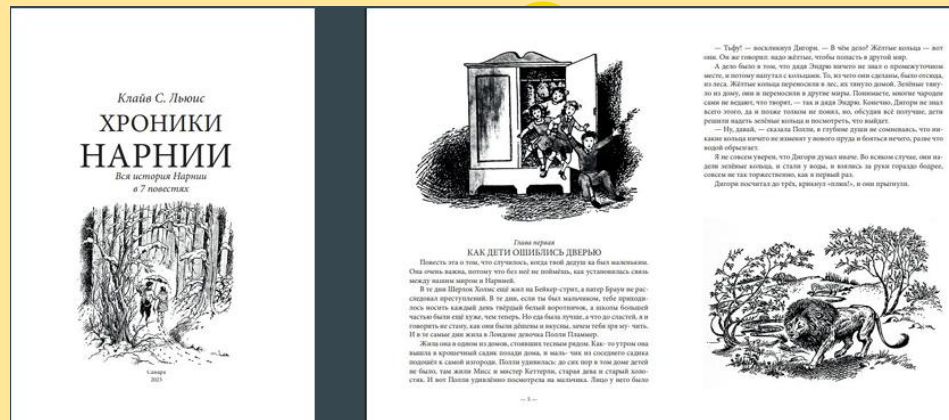 Клайв С. Льюис
ХРОНИКИ
НАРНИИ
Вся история Нарнии
в 7 повестях
Самара
2023
Глава первая
КАК ДЕТИ ОШИБЛИСЬ ДВЕРЬЮ
Повесть эта о том, что случилось, когда твой дедуш ка был маленьким.
Она очень важна, потому что без неё не поймёшь, как установилась связь
между нашим миром и Нарнией.
В те дни Шерлок Холмс ещё жил на Бейкер-стрит, а патер Браун не рас-
следовал преступлений. В те дни, если ты был мальчиком, тебе приходи-
лось носить каждый день твёрдый белый воротничок, а школы большей
частью были ещё хуже, чем теперь. Но еда была лучше, а что до сластей, я и
говорить не стану, как они были дёшевы и вкусны, зачем тебя зря му- чить.
И в те самые дни жила в Лондоне девочка Полли Пламмер.
Жила она в одном из домов, стоявших тесным рядом. Как- то утром она
вышла в крошечный садик позади дома, и маль- чик из соседнего садика
подошёл к самой изгороди. Полли удивилась: до сих пор в том доме детей
не было, там жили Мисс и мистер Кеттерли, старая дева и старый холо-
стяк. И вот Полли удивлённо посмотрела на мальчика. Лицо у него было
— Тьфу! — воскликнул Дигори. — В чём дело? Жёлтые кольца — вот
они. Он же говорил: надо жёлтые, чтобы попасть в другой мир.
А дело было в том, что дядя Эндрю ничего не знал о промежуточном
месте, и потому напутал с кольцами. То, из чего они сделаны, было отсюда,
из леса. Жёлтые кольца переносили в лес, их тянуло домой. Зелёные тяну-
ло из дому, они и переносили в другие миры. Понимаете, многие чародеи
сами не ведают, что творят, — так и дядя Эндрю. Конечно, Дигори не знал
всего этого, да и позже толком не понял, но, обсудив всё получше, дети
решили надеть зелёные кольца и посмотреть, что выйдет.
— Ну, давай, — сказала Полли, в глубине души не сомневаясь, что ни-
какие кольца ничего не изменят у нового пруда и бояться нечего, разве что
водой обрызгает.
Я не совсем уверен, что Дигори думал иначе. Во всяком случае, они на-
дели зелёные кольца, и стали у воды, и взялись за руки гораздо бодрее,
совсем не так торжественно, как в первый раз.
Дигори посчитал до трёх, крикнул «пли!», и они прыгнули.